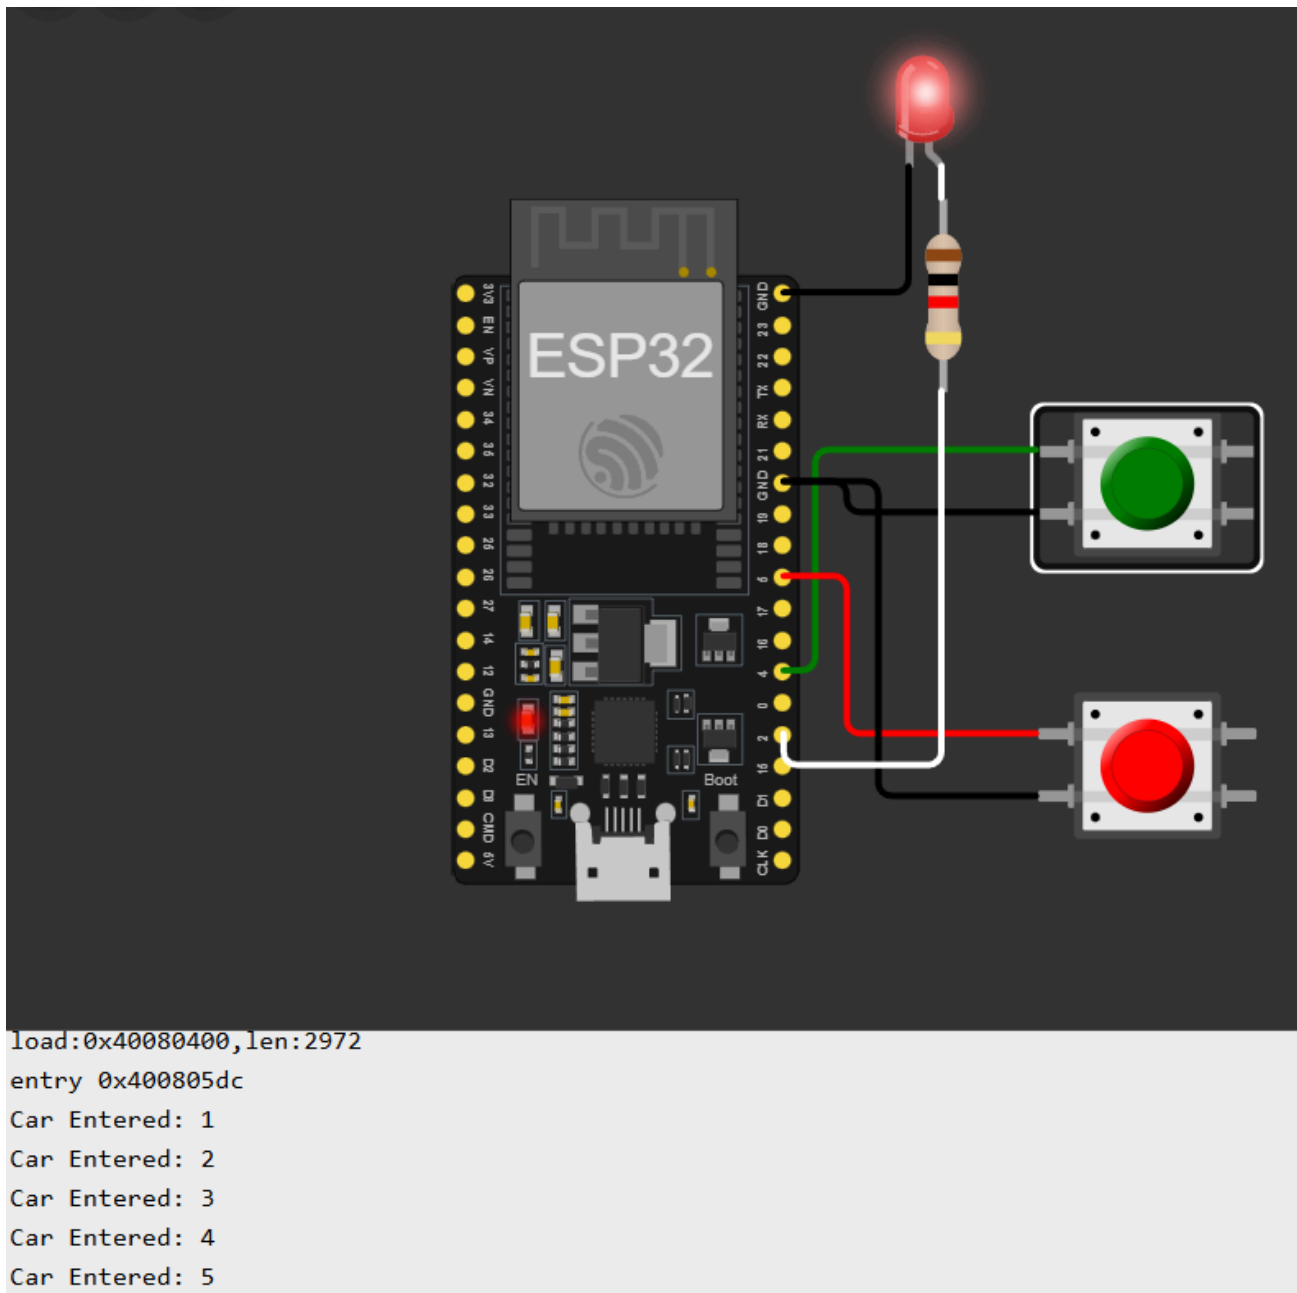 ESP32
3V3
EN
VP
VN
34
35
32
33
25
26
27
14
12
GND
13
D2
D3
CMD
5V
GND
23
22
TX
RX
21
GND
19
18
5
17
16
4
0
2
15
D1
D0
CLK
EN
Boot
load:0x40080400,len:2972
entry 0x400805dc
Car Entered: 1
Car Entered: 2
Car Entered: 3
Car Entered: 4
Car Entered: 5